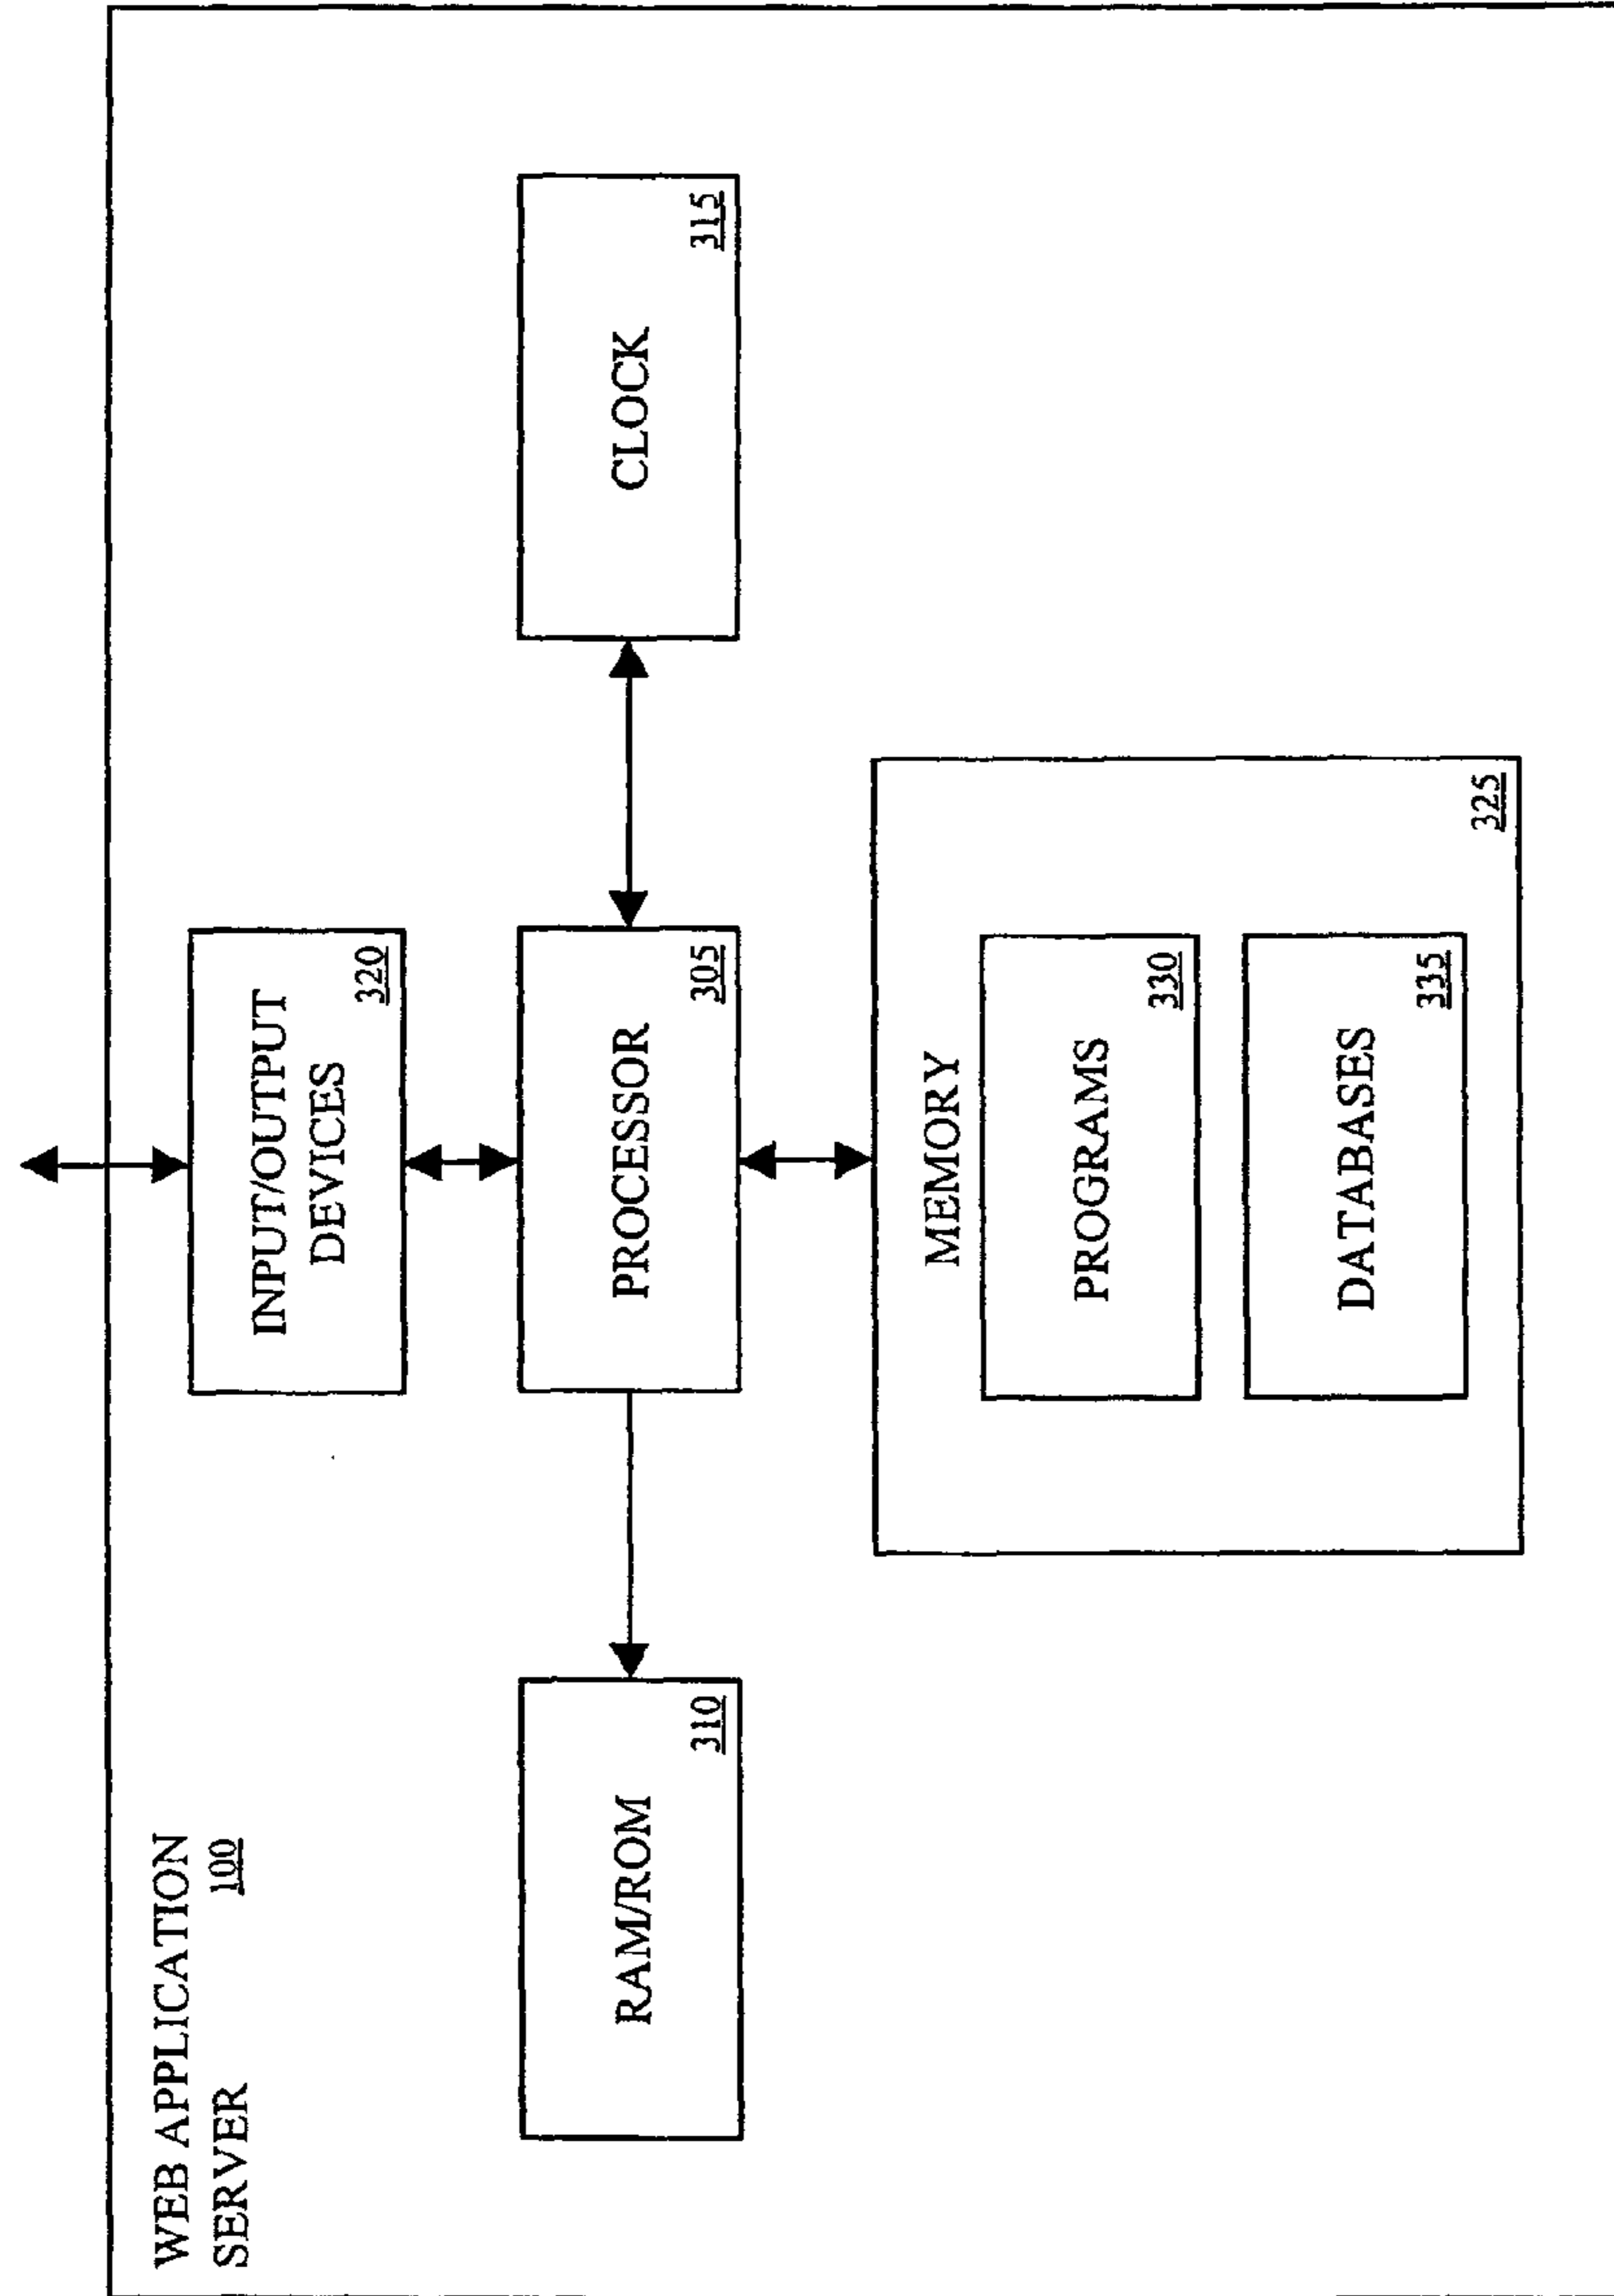 WEB APPLICATION
SERVER 100
INPUT/OUTPUT
DEVICES
320
RAM/ROM
310
PROCESSOR
305
CLOCK
315
MEMORY
PROGRAMS
330
DATABASES
335
325